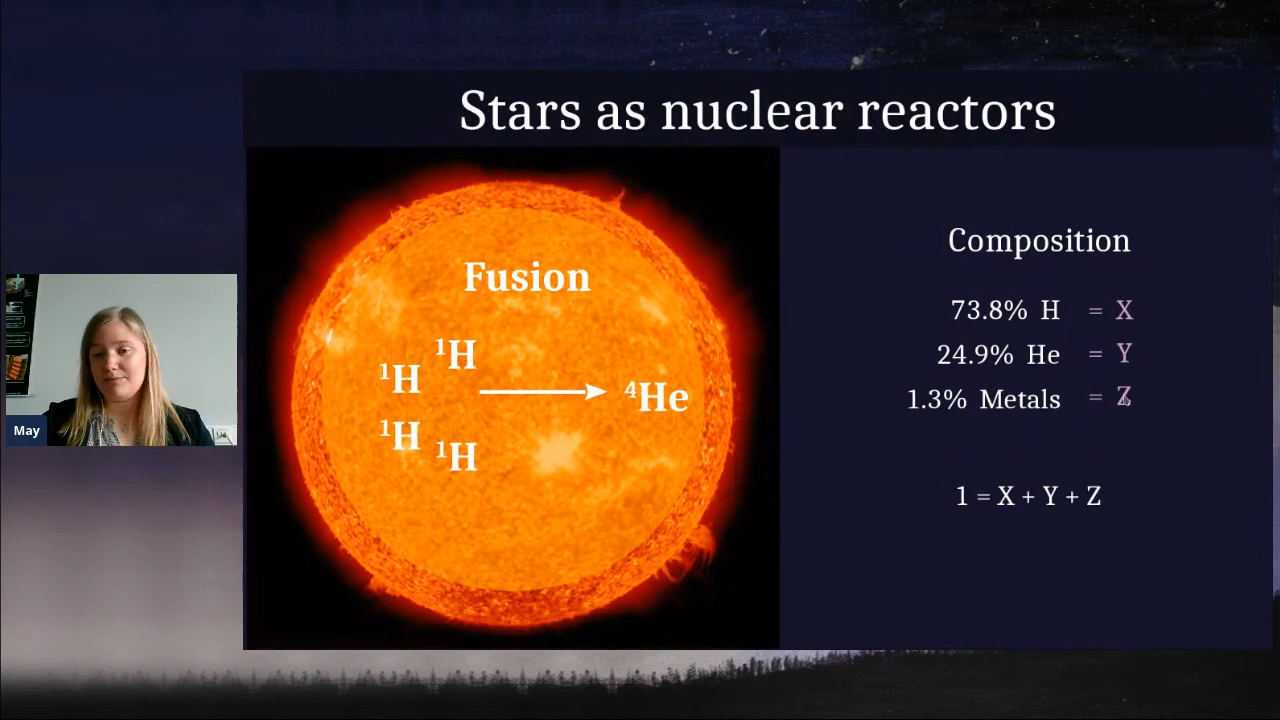 Stars as nuclear reactors
Fusion
¹H
¹H
⁴He
¹H
¹H
Composition
73.8% H = X
24.9% He = Y
1.3% Metals = Z
1 = X + Y + Z
May